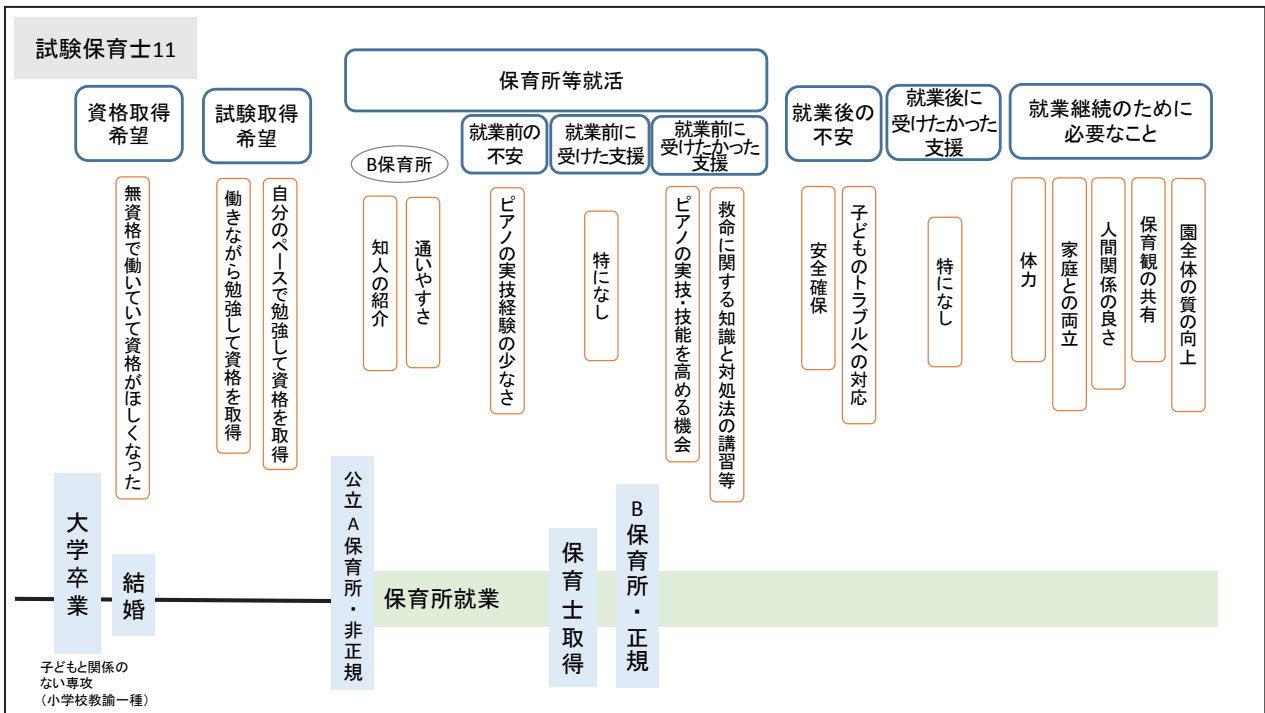 試験保育士11
資格取得
希望
試験取得
希望
保育所等就活
B保育所
就業前の
不安
就業前に
受けた支援
就業前に
受けたかった
支援
就業後の
不安
就業後に
受けたかった
支援
就業継続のために
必要なこと
無資格で働いていて資格がほしくなった
働きながら勉強して資格を取得
自分のペースで勉強して資格を取得
知人の紹介
通いやすさ
ピアノの実技経験の少なさ
特になし
ピアノの実技・技能を高める機会
救命に関する知識と対処法の講習等
安全確保
子どものトラブルへの対応
特になし
体力
家庭との両立
人間関係の良さ
保育観の共有
園全体の質の向上
大学卒業
結婚
公立A保育所・非正規
保育所就業
保育士取得
B保育所・正規
子どもと関係の
ない専攻
（小学校教諭一種）